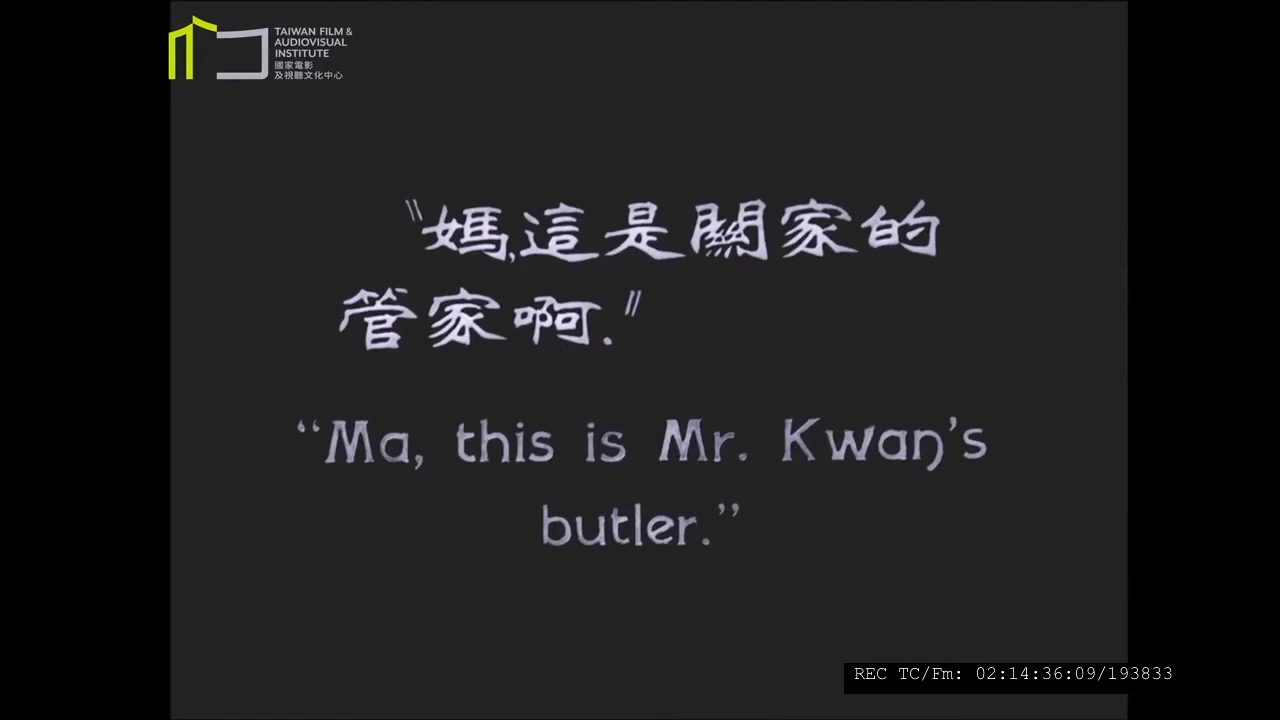 TAIWAN FILM &
AUDIOVISUAL
INSTITUTE
國家電影
及視聽文化中心
"媽,這是關家的
管家啊."
“Ma, this is Mr. Kwan’s
butler.”
REC TC/Fm: 02:14:36:09/193833